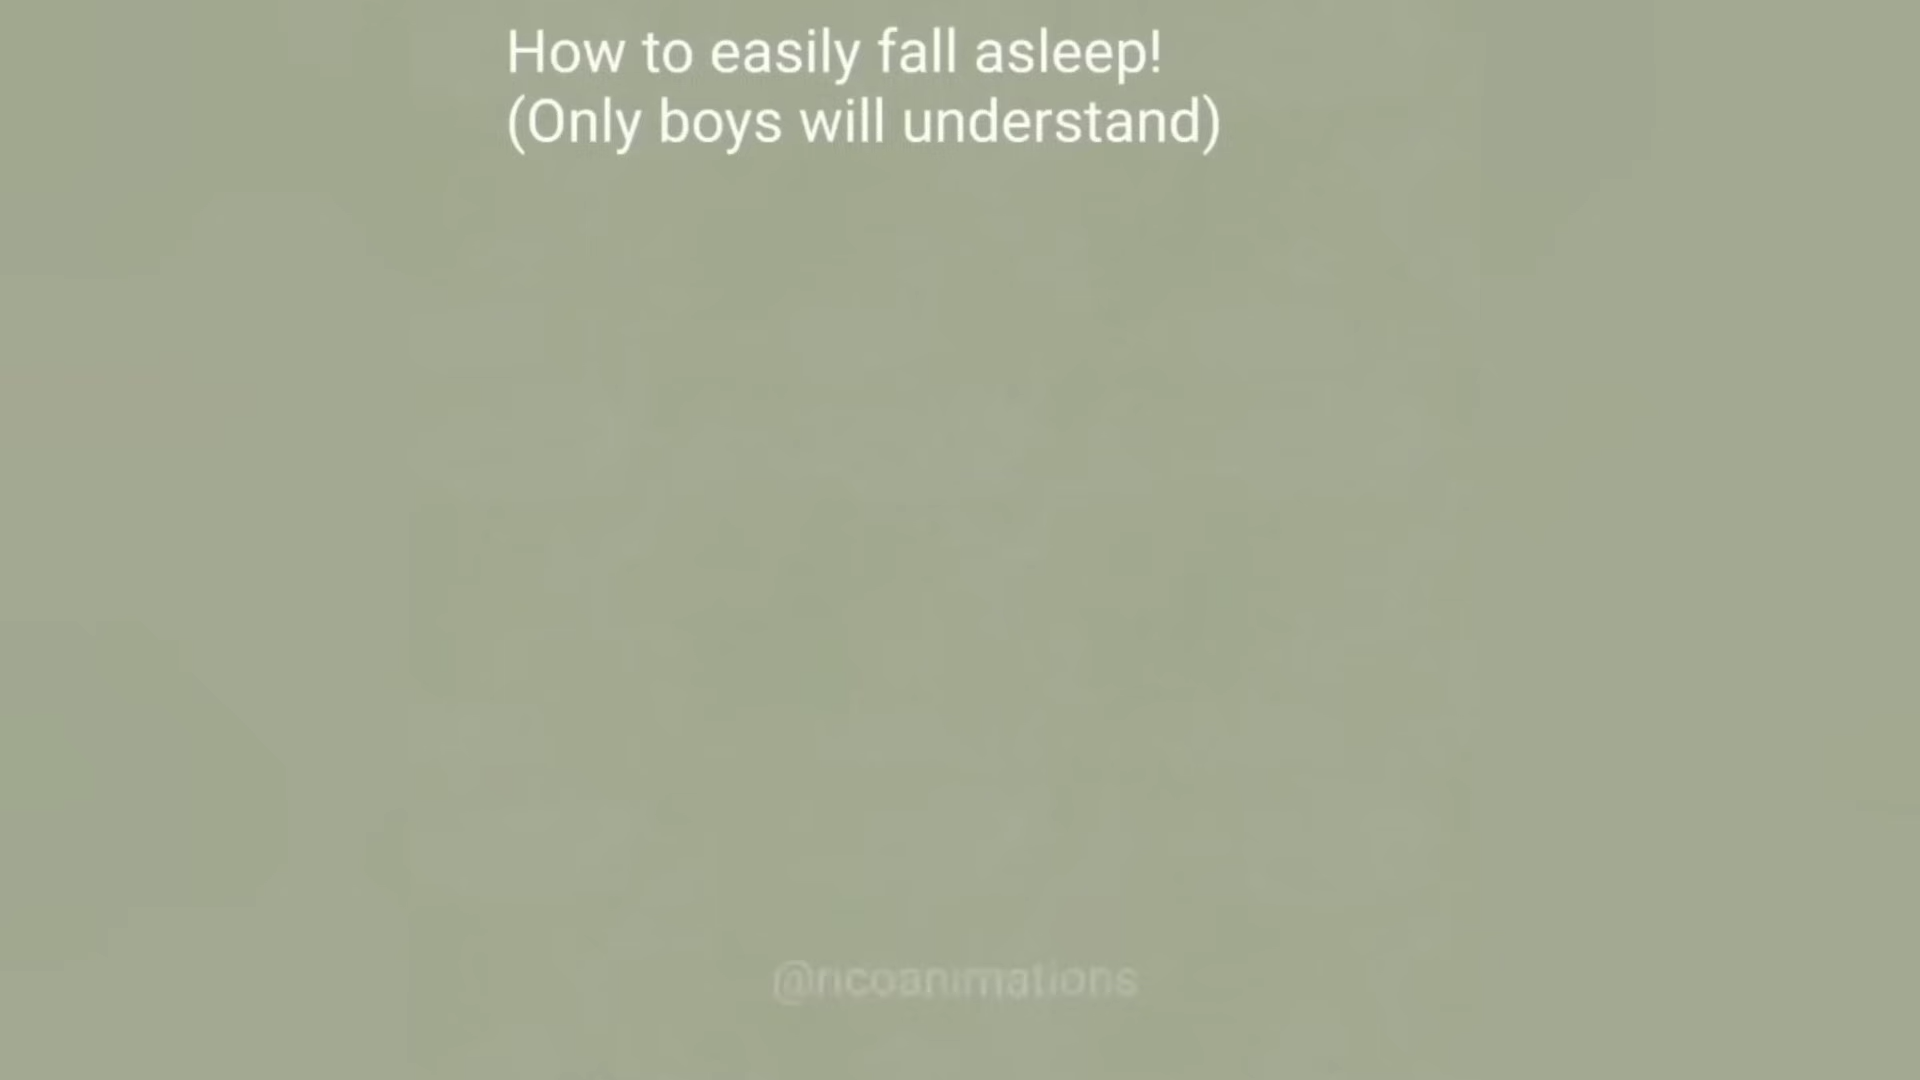 How to easily fall asleep!
(Only boys will understand)
@ricoanimations